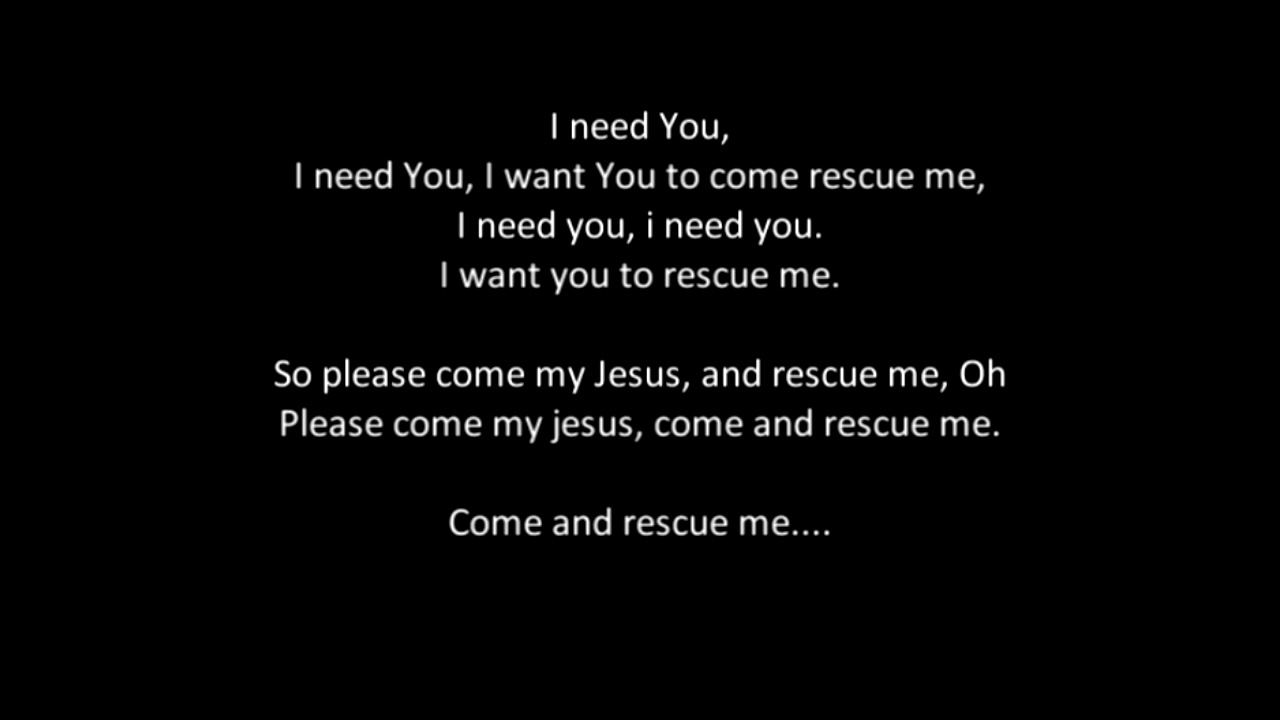 I need You,
I need You, I want You to come rescue me,
I need you, i need you.
I want you to rescue me.
So please come my Jesus, and rescue me, Oh
Please come my jesus, come and rescue me.
Come and rescue me....